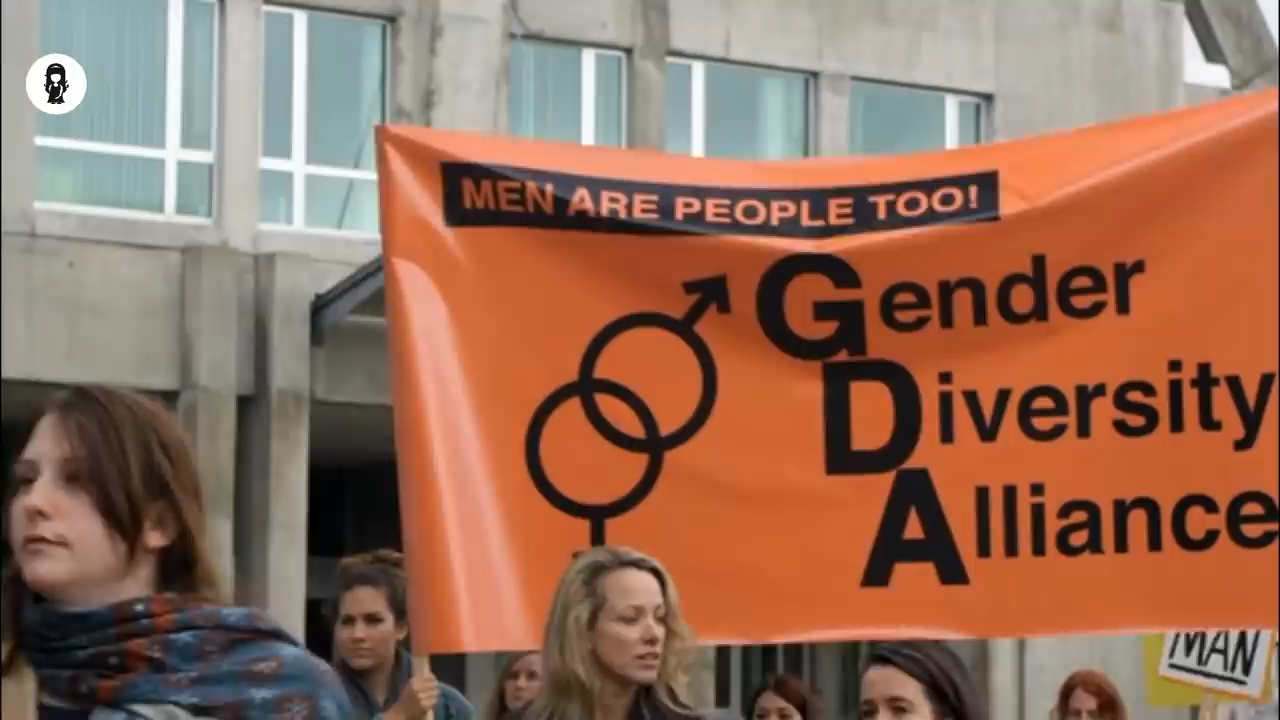 MEN ARE PEOPLE TOO!
Gender
Diversity
Alliance
MAN